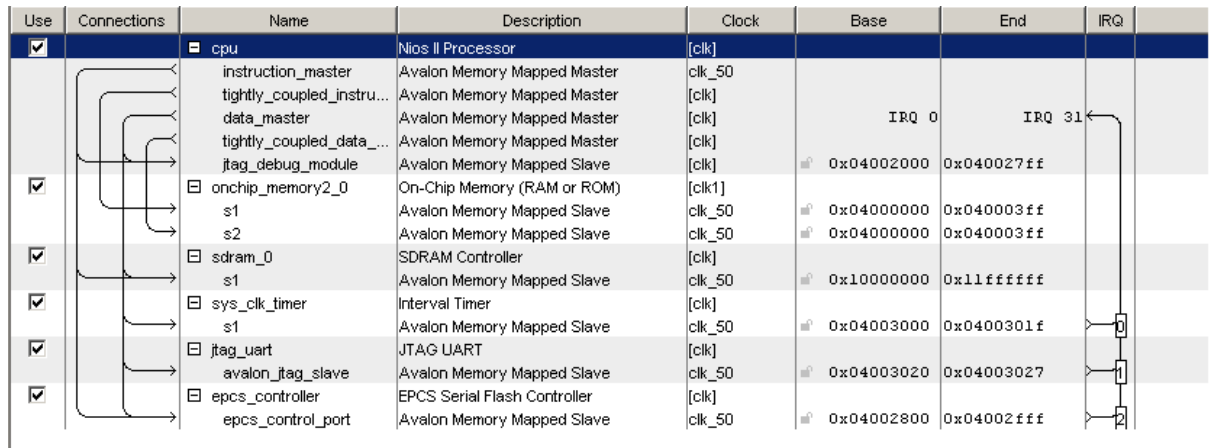 Use Connections Name Description Clock Base End IRQ
cpu Nios II Processor [clk]
instruction_master Avalon Memory Mapped Master clk_50
tightly_coupled_instru... Avalon Memory Mapped Master [clk]
data_master Avalon Memory Mapped Master [clk] IRQ 0 IRQ 31
tightly_coupled_data_... Avalon Memory Mapped Master [clk]
jtag_debug_module Avalon Memory Mapped Slave [clk] 0x04002000 0x040027ff
onchip_memory2_0 On-Chip Memory (RAM or ROM) [clk1]
s1 Avalon Memory Mapped Slave clk_50 0x04000000 0x040003ff
s2 Avalon Memory Mapped Slave clk_50 0x04000000 0x040003ff
sdram_0 SDRAM Controller [clk]
s1 Avalon Memory Mapped Slave clk_50 0x10000000 0x11ffffff
sys_clk_timer Interval Timer [clk]
s1 Avalon Memory Mapped Slave clk_50 0x04003000 0x0400301f 0
jtag_uart JTAG UART [clk]
avalon_jtag_slave Avalon Memory Mapped Slave clk_50 0x04003020 0x04003027 1
epcs_controller EPCS Serial Flash Controller [clk]
epcs_control_port Avalon Memory Mapped Slave clk_50 0x04002800 0x04002fff 2